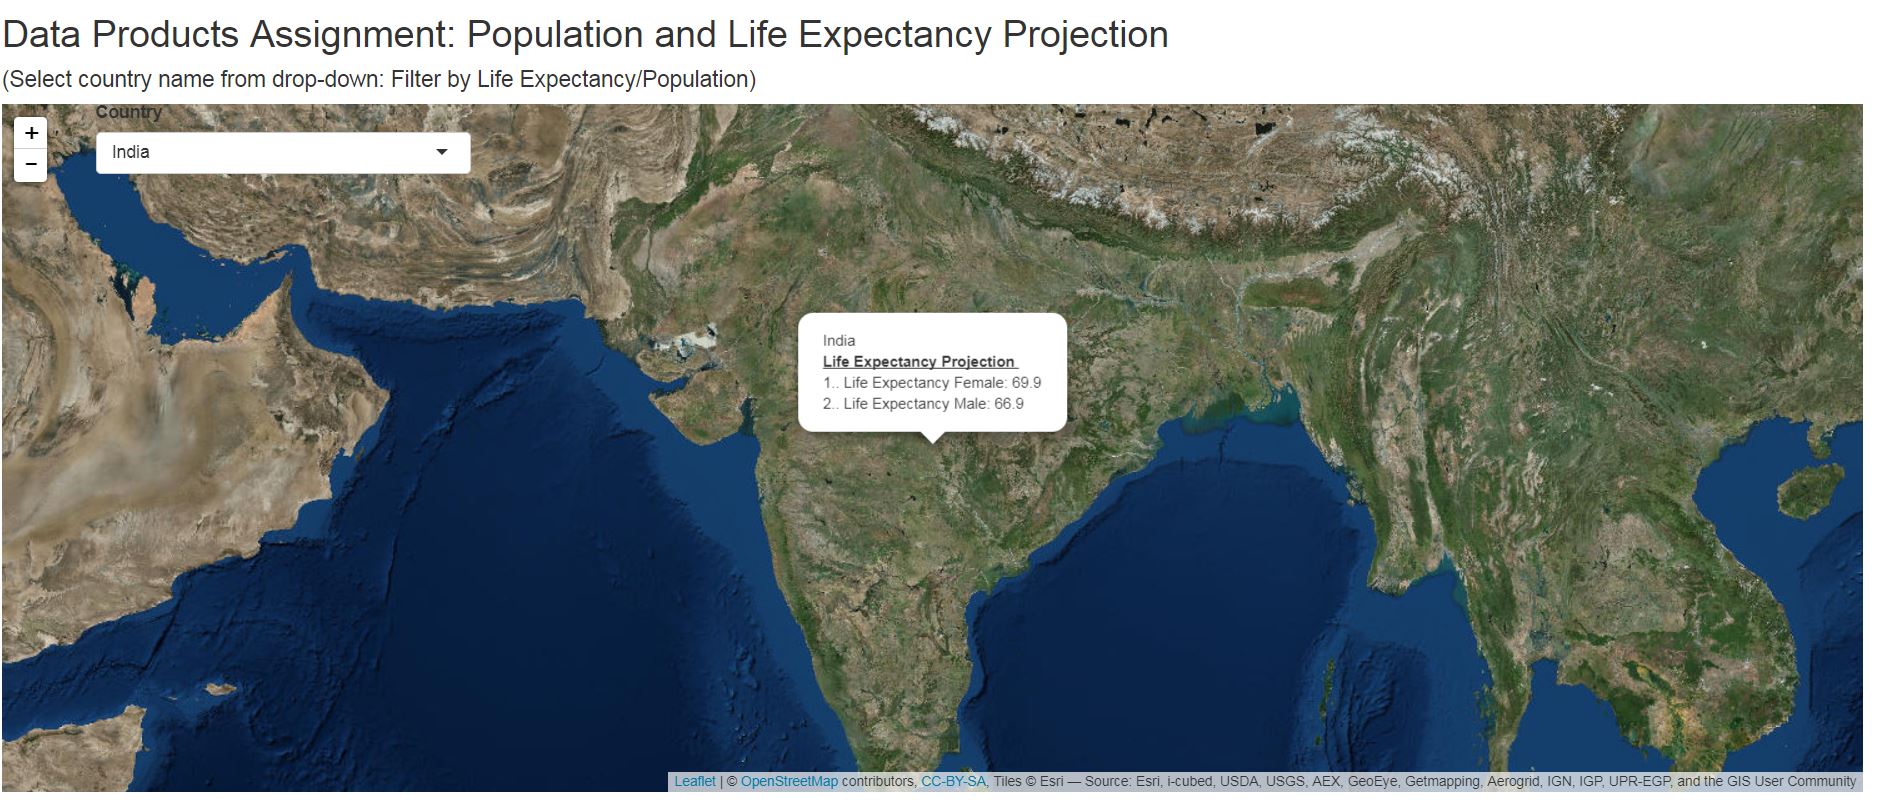 Data Products Assignment: Population and Life Expectancy Projection
(Select country name from drop-down: Filter by Life Expectancy/Population)
+
−
Country
India
India
Life Expectancy Projection
1.. Life Expectancy Female: 69.9
2.. Life Expectancy Male: 66.9
Leaflet | © OpenStreetMap contributors, CC-BY-SA, Tiles © Esri — Source: Esri, i-cubed, USDA, USGS, AEX, GeoEye, Getmapping, Aerogrid, IGN, IGP, UPR-EGP, and the GIS User Community